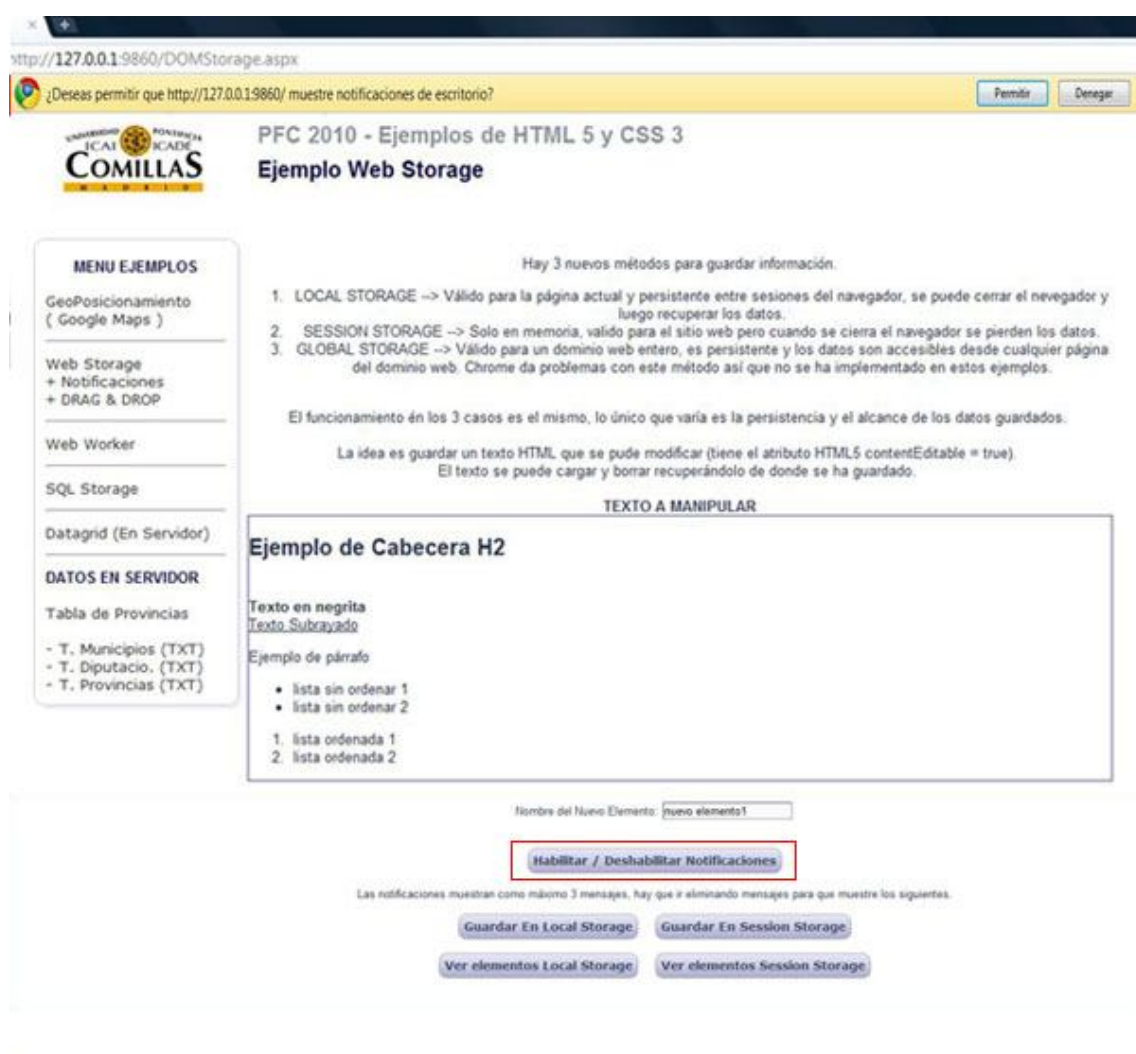 http://127.0.0.1:9860/DOMStorage.aspx
¿Deseas permitir que http://127.0.0.1:9860/ muestre notificaciones de escritorio?
Permitir
Denegar
UNIVERSIDAD PONTIFICIA
ICAI ICADE
COMILLAS
MADRID
PFC 2010 - Ejemplos de HTML 5 y CSS 3
Ejemplo Web Storage
MENU EJEMPLOS
GeoPosicionamiento
( Google Maps )
Web Storage
+ Notificaciones
+ DRAG & DROP
Web Worker
SQL Storage
Datagrid (En Servidor)
DATOS EN SERVIDOR
Tabla de Provincias
- T. Municipios (TXT)
- T. Diputacio. (TXT)
- T. Provincias (TXT)
Hay 3 nuevos métodos para guardar información.
1. LOCAL STORAGE --> Válido para la página actual y persistente entre sesiones del navegador, se puede cerrar el nevegador y
luego recuperar los datos.
2. SESSION STORAGE --> Solo en memoria, valido para el sitio web pero cuando se cierra el navegador se pierden los datos.
3. GLOBAL STORAGE --> Válido para un dominio web entero, es persistente y los datos son accesibles desde cualquier página
del dominio web. Chrome da problemas con este método así que no se ha implementado en estos ejemplos.
El funcionamiento én los 3 casos es el mismo, lo único que varía es la persistencia y el alcance de los datos guardados.
La idea es guardar un texto HTML que se pude modificar (tiene el atributo HTML5 contentEditable = true).
El texto se puede cargar y borrar recuperándolo de donde se ha guardado.
TEXTO A MANIPULAR
Ejemplo de Cabecera H2
Texto en negrita
Texto Subrayado
Ejemplo de párrafo
• lista sin ordenar 1
• lista sin ordenar 2
1. lista ordenada 1
2. lista ordenada 2
Nombre del Nuevo Elemento: nuevo elemento1
Habilitar / Deshabilitar Notificaciones
Las notificaciones muestran como máximo 3 mensajes, hay que ir eliminando mensajes para que muestre los siguientes.
Guardar En Local Storage
Guardar En Session Storage
Ver elementos Local Storage
Ver elementos Session Storage